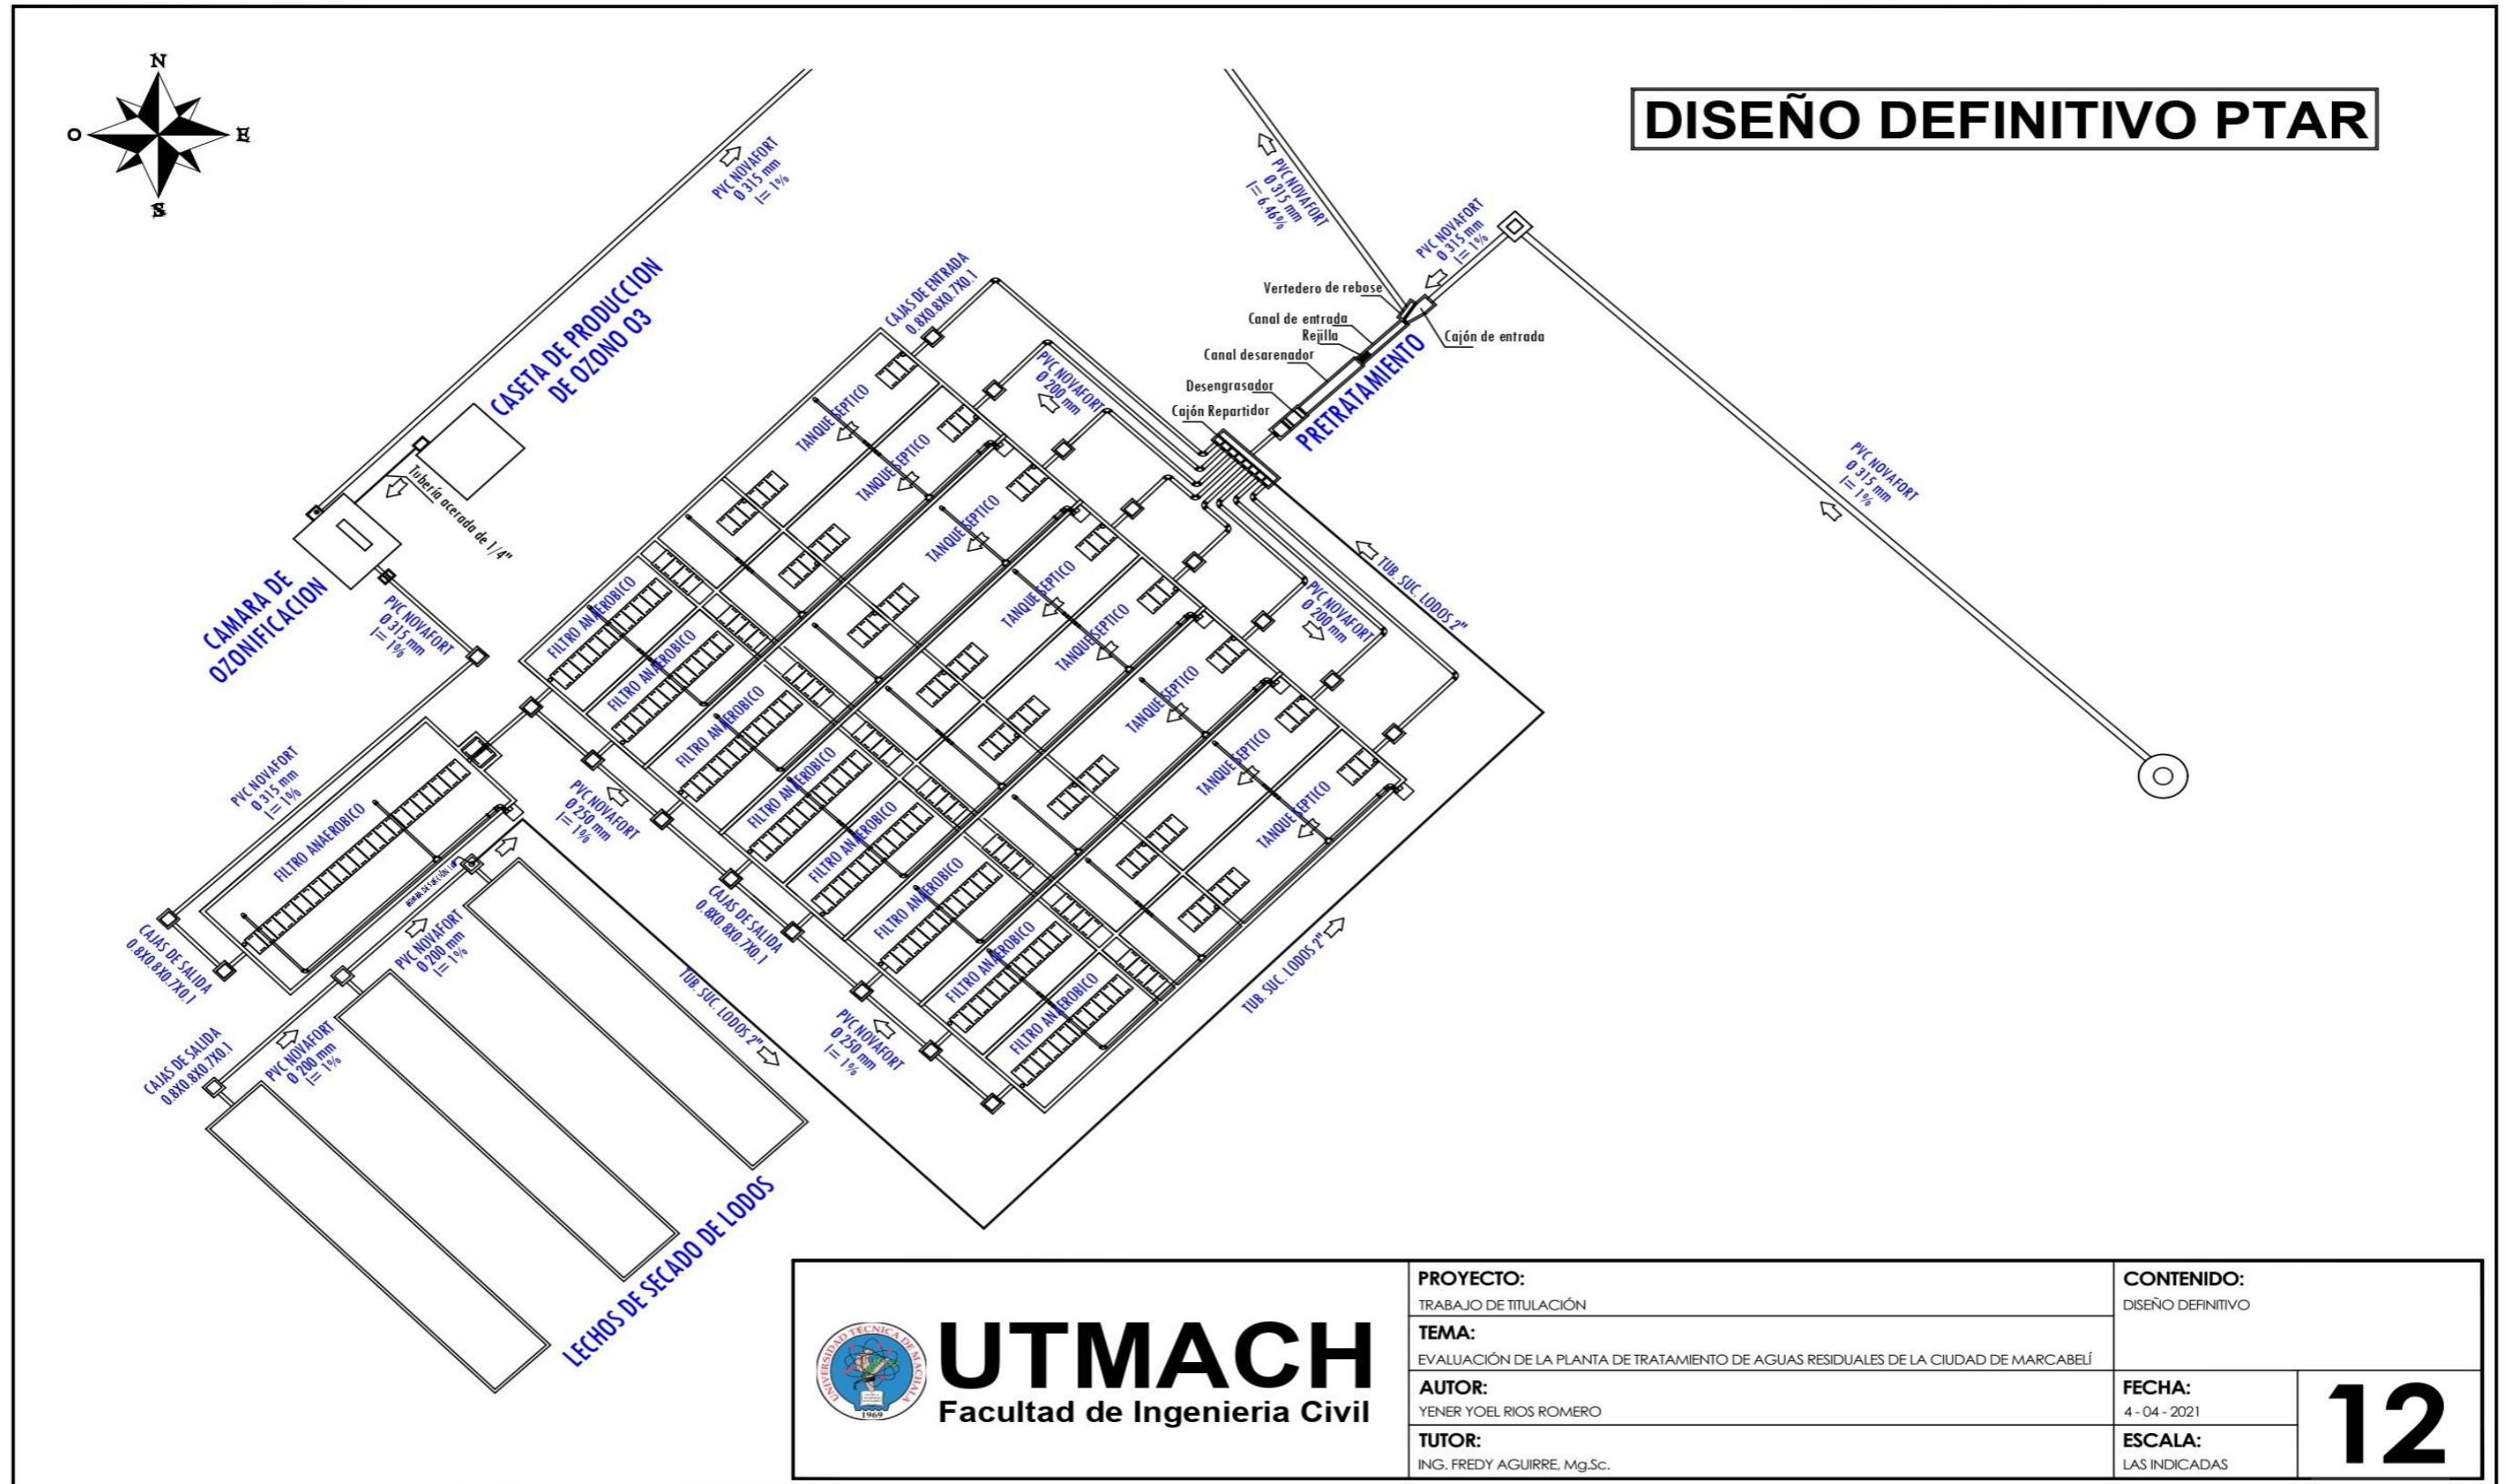 N
O
E
S
DISEÑO DEFINITIVO PTAR
PVC NOVAFORT
Ø 315 mm
I= 1%
PVC NOVAFORT
Ø 315 mm
I= 6.46%
PVC NOVAFORT
Ø 315 mm
I= 1%
CASETA DE PRODUCCION
DE OZONO O3
CAJAS DE ENTRADA
0.8X0.8X0.7X0.1
Vertedero de rebose
Canal de entrada
Rejilla
Cajón de entrada
Canal desarenador
Desengrasador
Cajón Repartidor
PRETRATAMIENTO
PVC NOVAFORT
Ø 200 mm
PVC NOVAFORT
Ø 315 mm
I= 1%
TANQUE SEPTICO
TANQUE SEPTICO
TANQUE SEPTICO
TANQUE SEPTICO
TANQUE SEPTICO
TANQUE SEPTICO
TANQUE SEPTICO
TANQUE SEPTICO
Tubería acerada de 1/4"
CAMARA DE
OZONIFICACION
PVC NOVAFORT
Ø 315 mm
I= 1%
TUB. SUC. LODOS 2"
PVC NOVAFORT
Ø 200 mm
FILTRO ANAEROBICO
FILTRO ANAEROBICO
FILTRO ANAEROBICO
FILTRO ANAEROBICO
FILTRO ANAEROBICO
FILTRO ANAEROBICO
FILTRO ANAEROBICO
FILTRO ANAEROBICO
PVC NOVAFORT
Ø 315 mm
I= 1%
FILTRO ANAEROBICO
PVC NOVAFORT
Ø 250 mm
I= 1%
CAJAS DE SALIDA
0.8X0.8X0.7X0.1
CAJAS DE SALIDA
0.8X0.8X0.7X0.1
PVC NOVAFORT
Ø 200 mm
I= 1%
TUB. SUC. LODOS 2"
TUB. SUC. LODOS 2"
CAJAS DE SALIDA
0.8X0.8X0.7X0.1
PVC NOVAFORT
Ø 200 mm
I= 1%
PVC NOVAFORT
Ø 250 mm
I= 1%
LECHOS DE SECADO DE LODOS
UNIVERSIDAD TECNICA DE MACHALA
1969
UTMACH
Facultad de Ingenieria Civil
PROYECTO:
TRABAJO DE TITULACIÓN
TEMA:
EVALUACIÓN DE LA PLANTA DE TRATAMIENTO DE AGUAS RESIDUALES DE LA CIUDAD DE MARCABELÍ
AUTOR:
YENER YOEL RIOS ROMERO
TUTOR:
ING. FREDY AGUIRRE, Mg.Sc.
CONTENIDO:
DISEÑO DEFINITIVO
FECHA:
4 - 04 - 2021
ESCALA:
LAS INDICADAS
12